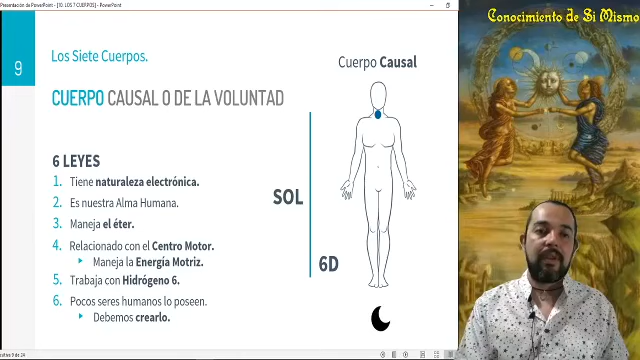 Presentación de PowerPoint - [10. LOS 7 CUERPOS] - PowerPoint
Conocimiento de Si Mismo
9
Los Siete Cuerpos.
Cuerpo Causal
CUERPO CAUSAL O DE LA VOLUNTAD
6 LEYES
1. Tiene naturaleza electrónica.
2. Es nuestra Alma Humana.
3. Maneja el éter.
4. Relacionado con el Centro Motor.
Maneja la Energía Motriz.
5. Trabaja con Hidrógeno 6.
6. Pocos seres humanos lo poseen.
Debemos crearlo.
SOL
6D